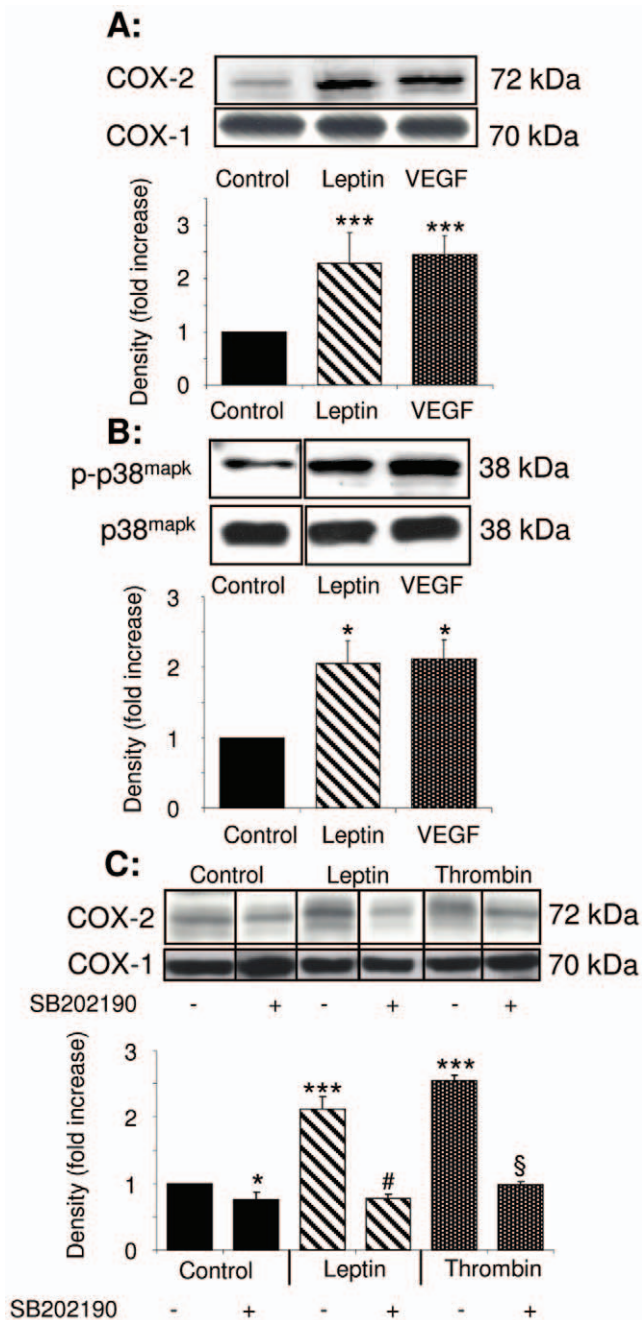 A:
COX-2 72 kDa
COX-1 70 kDa
Control Leptin VEGF
Density (fold increase)
3
2
1
0
*** ***
Control Leptin VEGF
B:
p-p38mapk 38 kDa
p38mapk 38 kDa
Control Leptin VEGF
Density (fold increase)
3
2
1
0
* *
Control Leptin VEGF
C:
Control Leptin Thrombin
COX-2 72 kDa
COX-1 70 kDa
SB202190 - + - + - +
Density (fold increase)
3
2
1
0
* *** # *** §
Control Leptin Thrombin
SB202190 - + - + - +